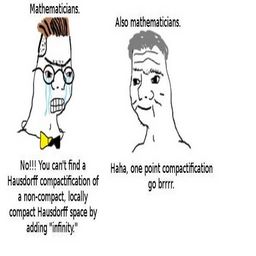 Mathematicians.
Also mathematicians.
No!!! You can't find a
Hausdorff compactification of
a non-compact, locally
compact Hausdorff space by
adding "infinity."
Haha, one point compactification
go brrrr.